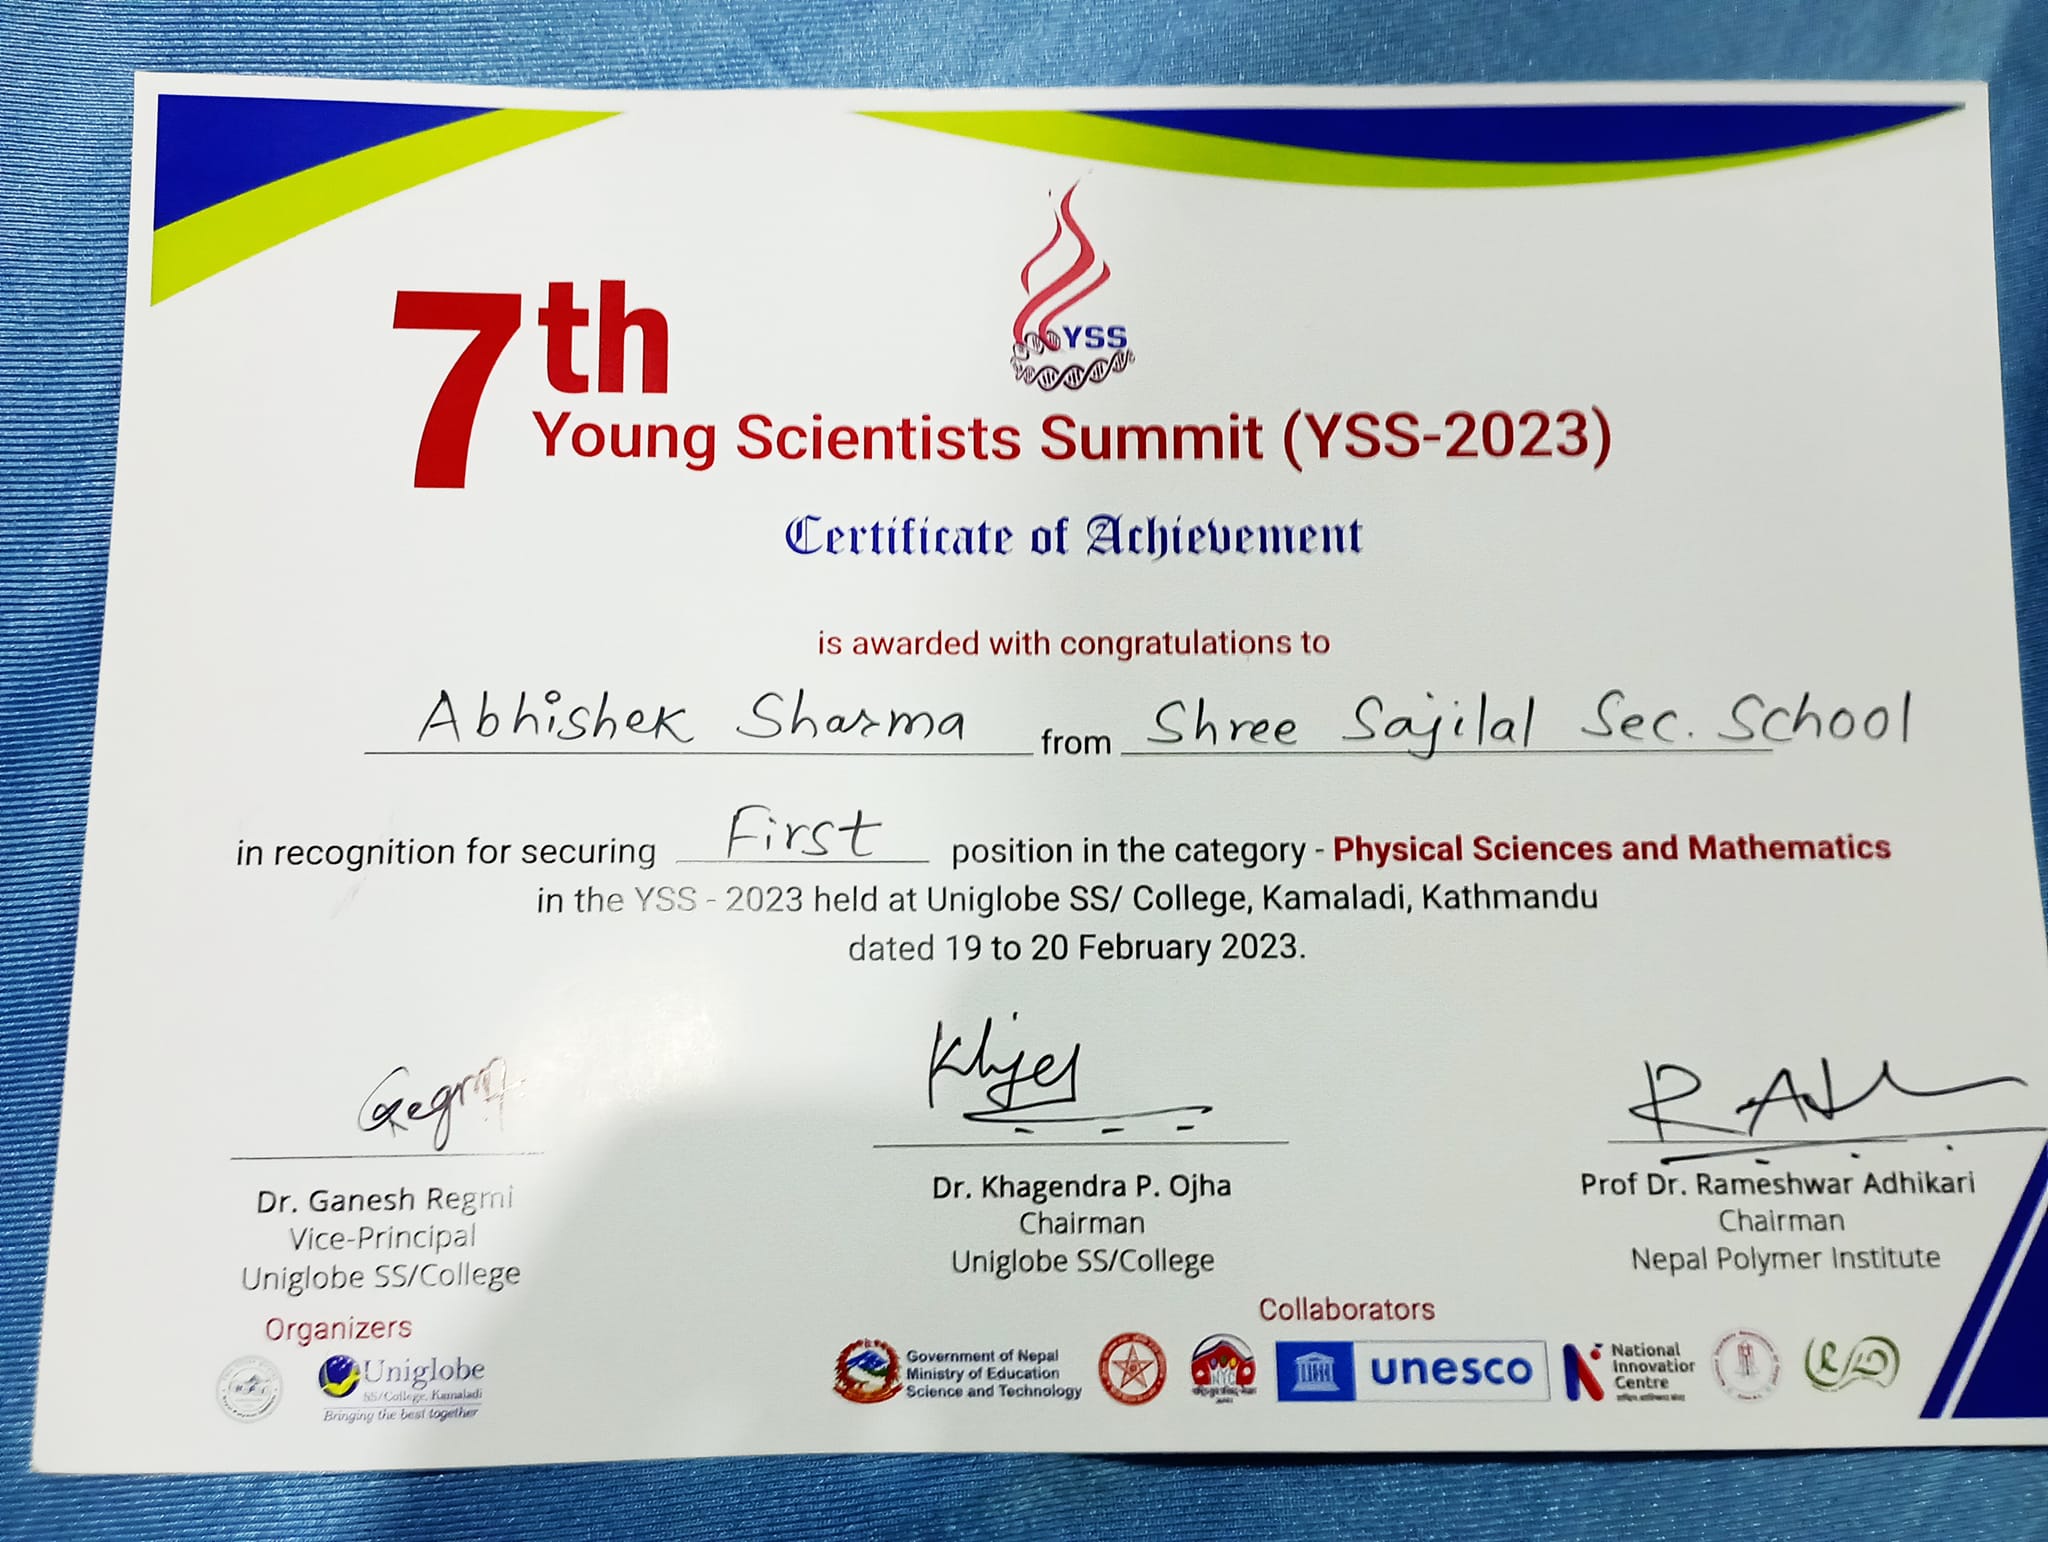 7th
YSS
Young Scientists Summit (YSS-2023)
Certificate of Achievement
is awarded with congratulations to
Abhishek Sharma from Shree Sajilal Sec. School
in recognition for securing First position in the category - Physical Sciences and Mathematics
in the YSS - 2023 held at Uniglobe SS/ College, Kamaladi, Kathmandu
dated 19 to 20 February 2023.
Dr. Ganesh Regmi
Vice-Principal
Uniglobe SS/College
Dr. Khagendra P. Ojha
Chairman
Uniglobe SS/College
Prof Dr. Rameshwar Adhikari
Chairman
Nepal Polymer Institute
Organizers
Uniglobe
SS/College, Kamaladi
Bringing the best together
Collaborators
Government of Nepal
Ministry of Education
Science and Technology
NYC
unesco
National
Innovation
Centre